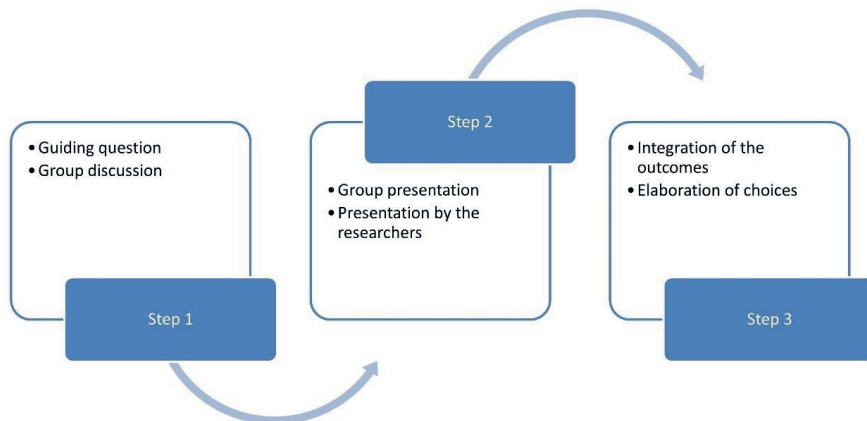 Step 1
• Guiding question
• Group discussion
Step 2
• Group presentation
• Presentation by the
researchers
Step 3
• Integration of the
outcomes
• Elaboration of choices